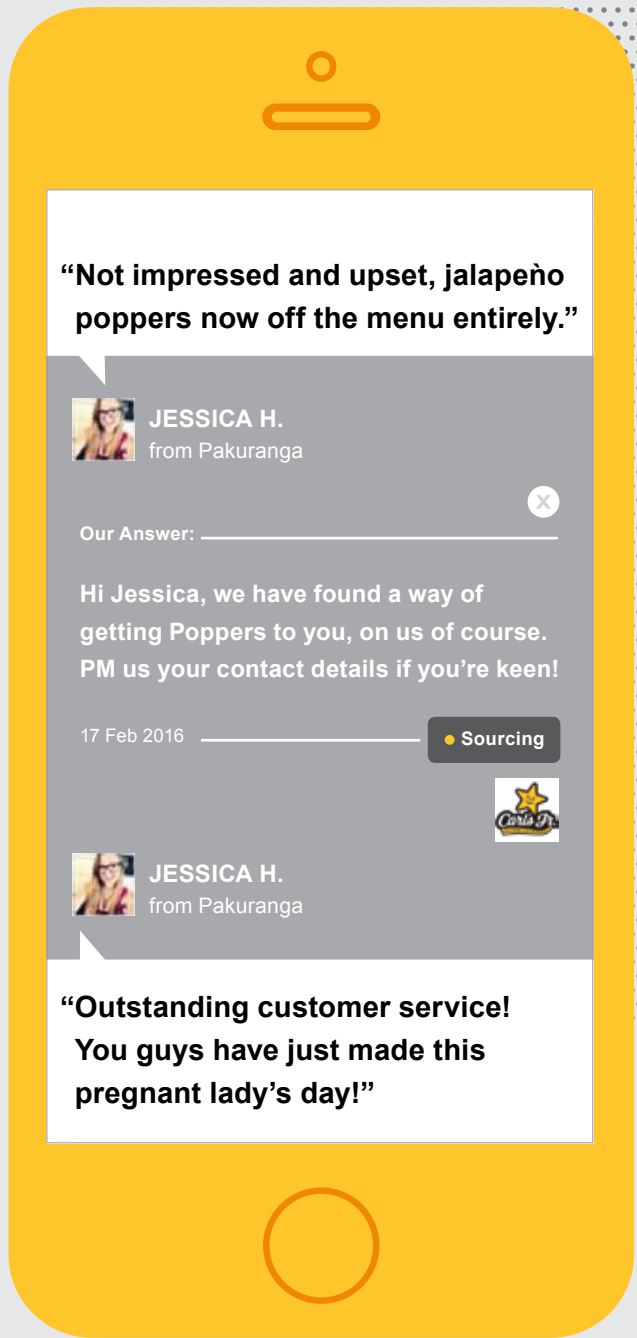 “Not impressed and upset, jalapeǹo
poppers now off the menu entirely.”
JESSICA H.
from Pakuranga
X
Our Answer:
Hi Jessica, we have found a way of
getting Poppers to you, on us of course.
PM us your contact details if you’re keen!
17 Feb 2016
Sourcing
Carls Jr.
JESSICA H.
from Pakuranga
“Outstanding customer service!
You guys have just made this
pregnant lady’s day!”